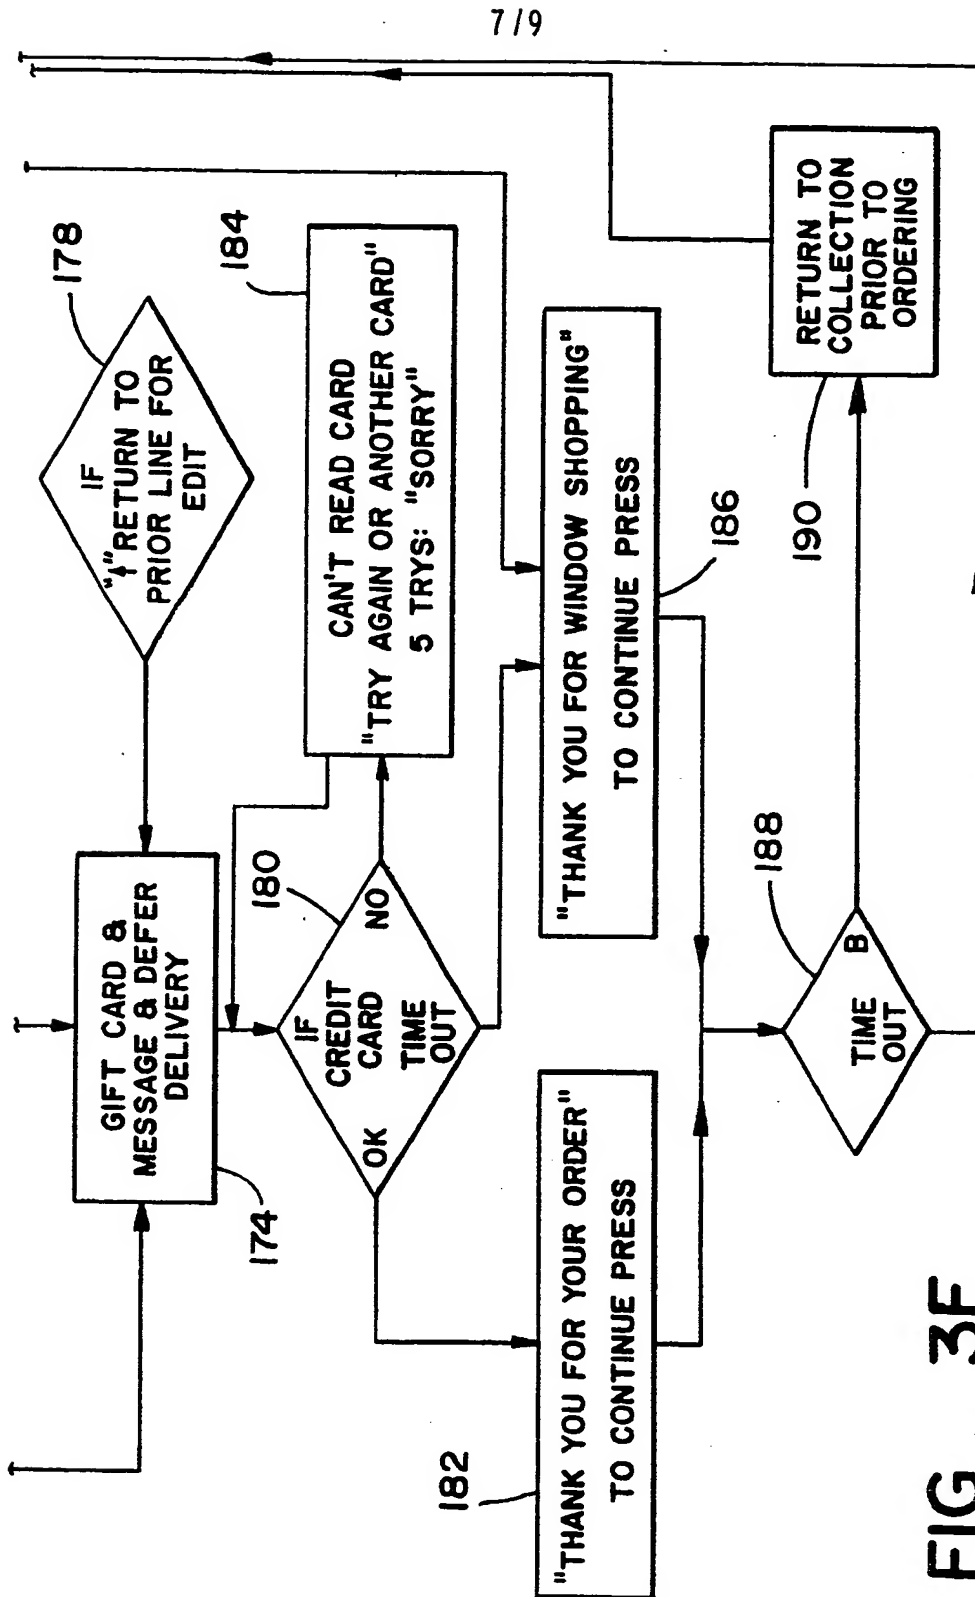 7/9
IF
"↑" RETURN TO
PRIOR LINE FOR
EDIT
178
GIFT CARD &
MESSAGE & DEFER
DELIVERY
174
CAN'T READ CARD
"TRY AGAIN OR ANOTHER CARD"
5 TRYS: "SORRY"
184
IF
CREDIT
CARD
TIME
OUT
OK
NO
180
"THANK YOU FOR YOUR ORDER"
TO CONTINUE PRESS
182
"THANK YOU FOR WINDOW SHOPPING"
TO CONTINUE PRESS
186
TIME
OUT
B
188
RETURN TO
COLLECTION
PRIOR TO
ORDERING
190